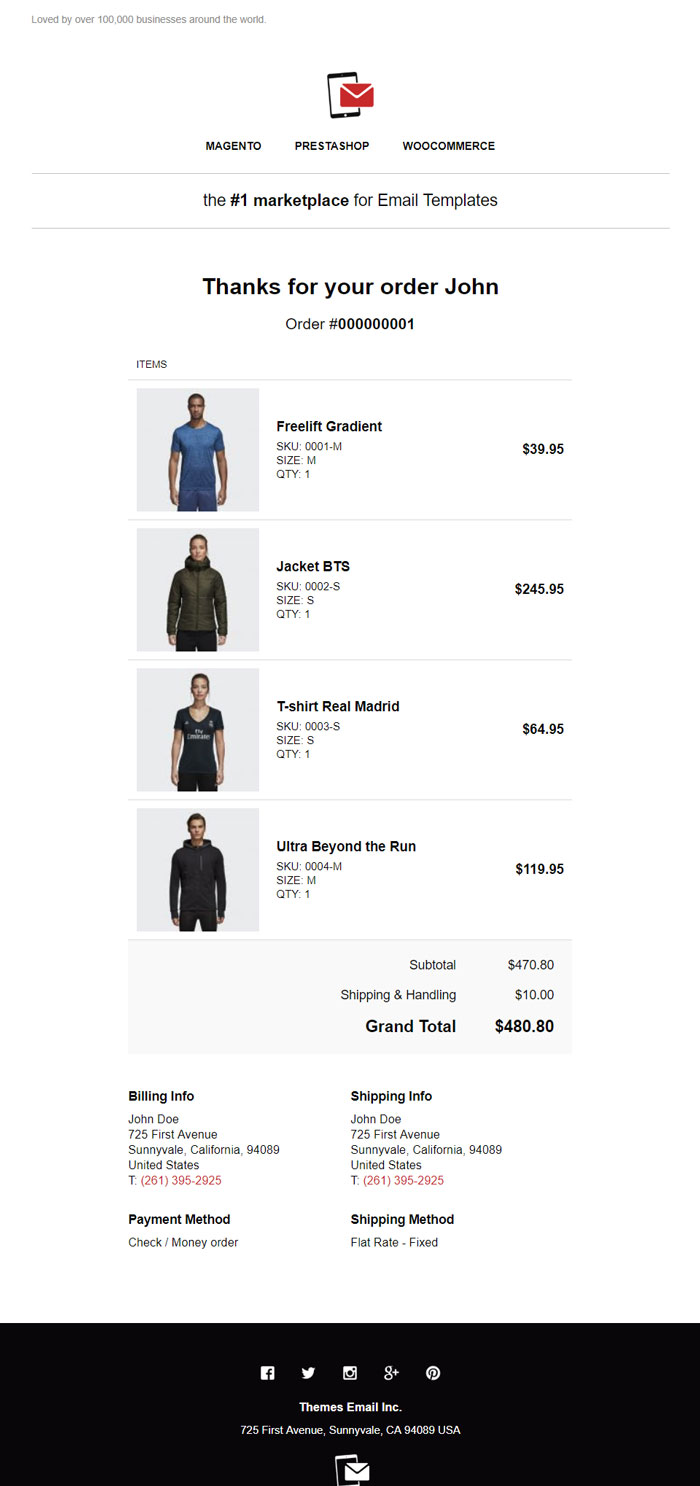 Loved by over 100,000 businesses around the world.
MAGENTO PRESTASHOP WOOCOMMERCE
the #1 marketplace for Email Templates
Thanks for your order John
Order #000000001
ITEMS
Freelift Gradient
SKU: 0001-M
SIZE: M
QTY: 1
$39.95
Jacket BTS
SKU: 0002-S
SIZE: S
QTY: 1
$245.95
Fly
Emirates
T-shirt Real Madrid
SKU: 0003-S
SIZE: S
QTY: 1
$64.95
Ultra Beyond the Run
SKU: 0004-M
SIZE: M
QTY: 1
$119.95
Subtotal $470.80
Shipping & Handling $10.00
Grand Total $480.80
Billing Info
John Doe
725 First Avenue
Sunnyvale, California, 94089
United States
T: (261) 395-2925
Shipping Info
John Doe
725 First Avenue
Sunnyvale, California, 94089
United States
T: (261) 395-2925
Payment Method
Check / Money order
Shipping Method
Flat Rate - Fixed
Themes Email Inc.
725 First Avenue, Sunnyvale, CA 94089 USA